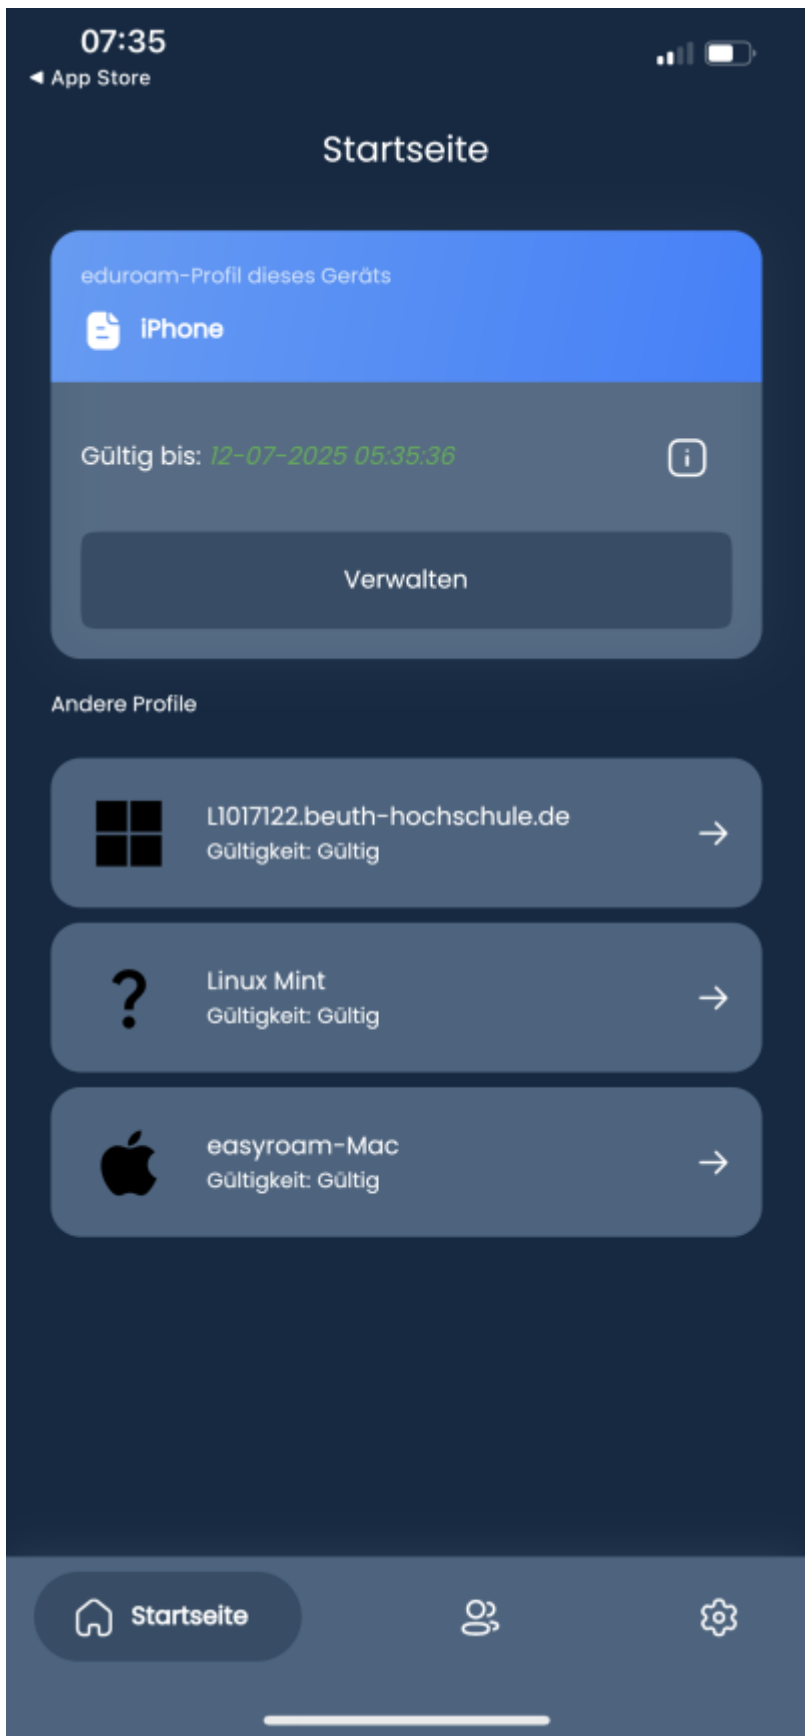 07:35
◀ App Store
Startseite
eduroam-Profil dieses Geräts
iPhone
Gültig bis: 12-07-2025 05:35:36
Verwalten
Andere Profile
L1017122.beuth-hochschule.de
Gültigkeit: Gültig
Linux Mint
Gültigkeit: Gültig
easyroam-Mac
Gültigkeit: Gültig
Startseite